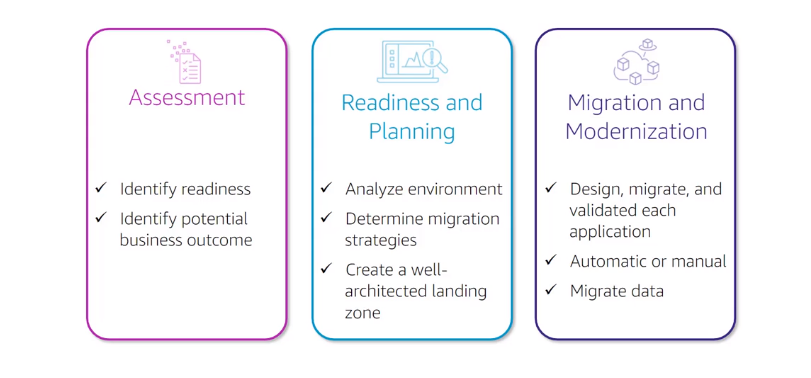 Assessment
✓ Identify readiness
✓ Identify potential
business outcome
Readiness and
Planning
✓ Analyze environment
✓ Determine migration
strategies
✓ Create a well-
architected landing
zone
Migration and
Modernization
✓ Design, migrate, and
validated each
application
✓ Automatic or manual
✓ Migrate data